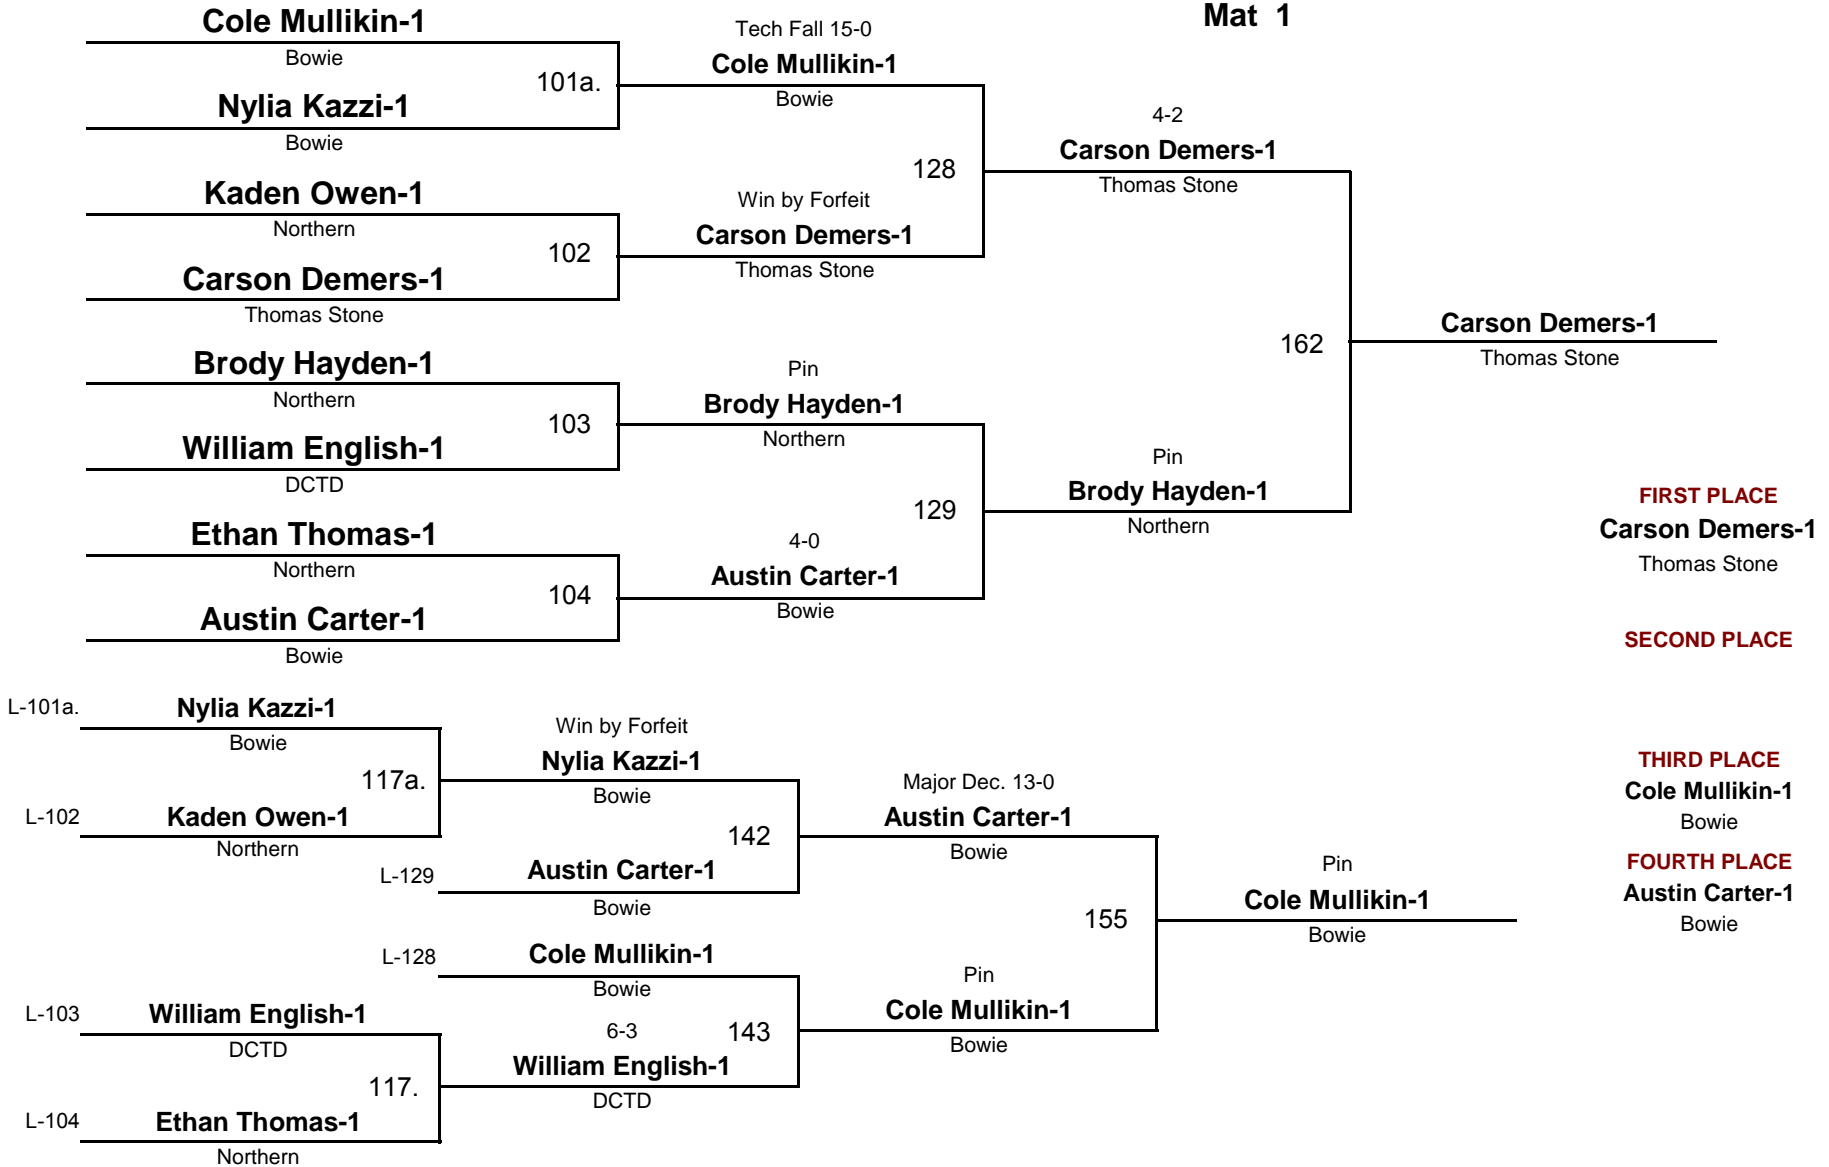 Mat 1
Cole Mullikin-1
Bowie
101a.
Nylia Kazzi-1
Bowie
Kaden Owen-1
Northern
102
Carson Demers-1
Thomas Stone
Brody Hayden-1
Northern
103
William English-1
DCTD
Ethan Thomas-1
Northern
104
Austin Carter-1
Bowie
Tech Fall 15-0
Cole Mullikin-1
Bowie
128
Win by Forfeit
Carson Demers-1
Thomas Stone
Pin
Brody Hayden-1
Northern
129
4-0
Austin Carter-1
Bowie
4-2
Carson Demers-1
Thomas Stone
162
Pin
Brody Hayden-1
Northern
Carson Demers-1
Thomas Stone
FIRST PLACE
Carson Demers-1
Thomas Stone
SECOND PLACE
THIRD PLACE
Cole Mullikin-1
Bowie
FOURTH PLACE
Austin Carter-1
Bowie
L-101a.
Nylia Kazzi-1
Bowie
117a.
L-102
Kaden Owen-1
Northern
Win by Forfeit
Nylia Kazzi-1
Bowie
142
L-129
Austin Carter-1
Bowie
L-128
Cole Mullikin-1
Bowie
143
L-103
William English-1
DCTD
117.
L-104
Ethan Thomas-1
Northern
6-3
William English-1
DCTD
Major Dec. 13-0
Austin Carter-1
Bowie
155
Pin
Cole Mullikin-1
Bowie
Pin
Cole Mullikin-1
Bowie